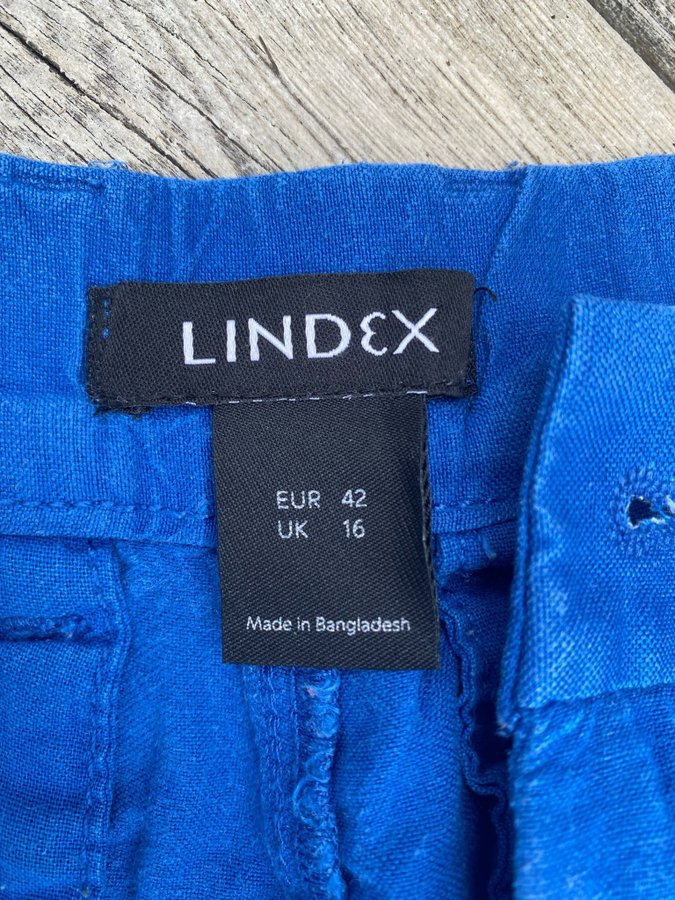 LINDEX
EUR 42
UK 16
Made in Bangladesh